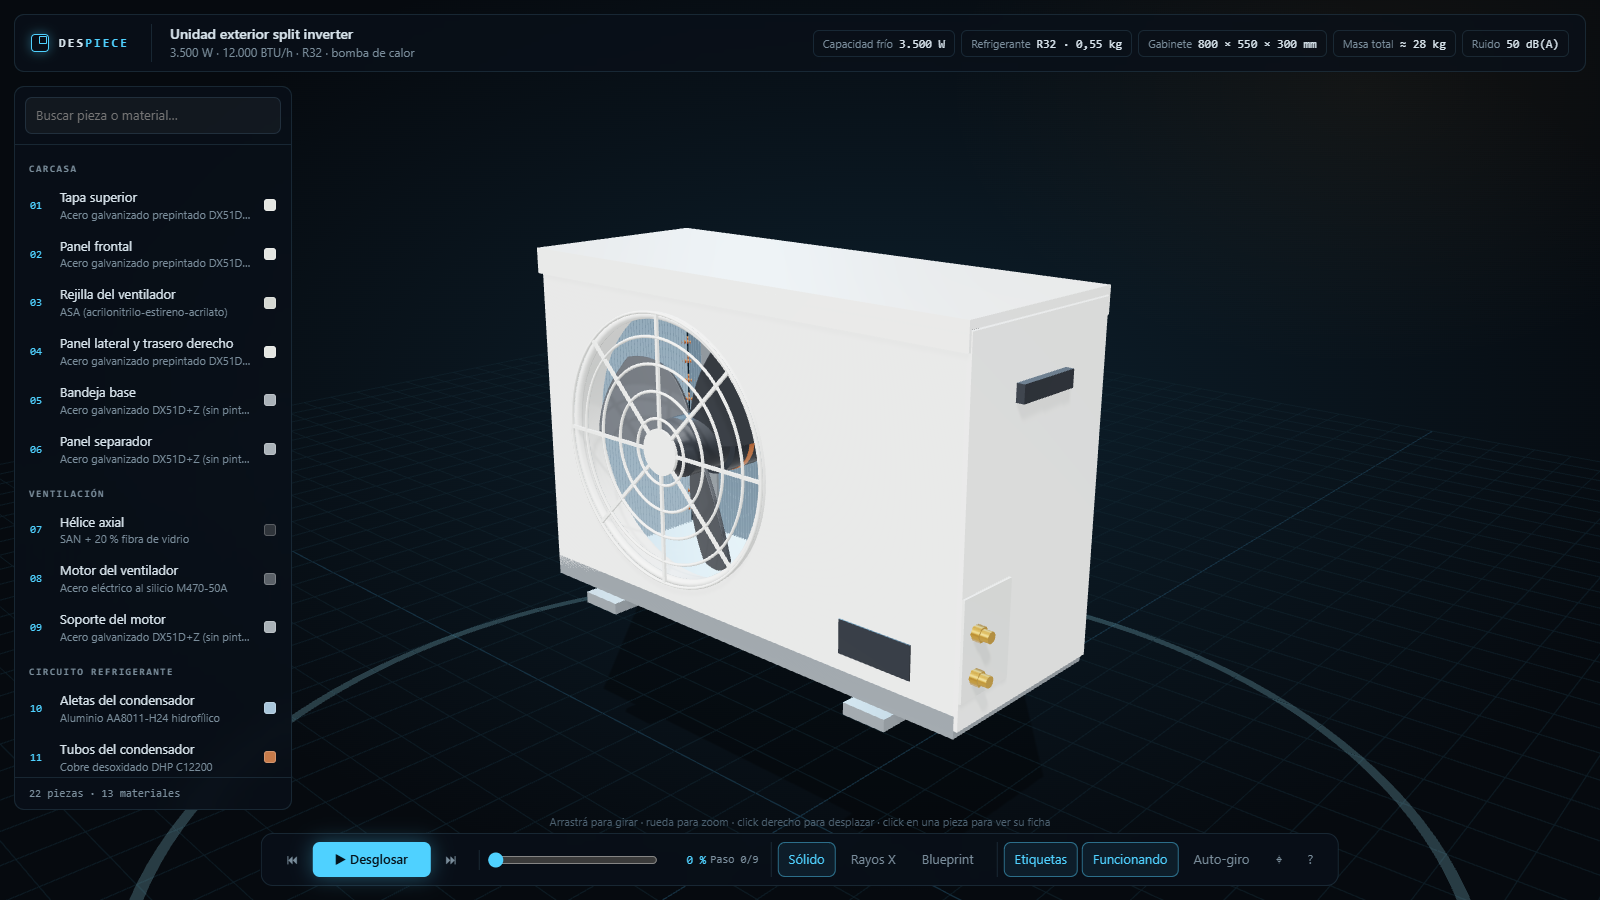 DESPIECE
Unidad exterior split inverter
3.500 W · 12.000 BTU/h · R32 · bomba de calor
Capacidad frío 3.500 W
Refrigerante R32 · 0,55 kg
Gabinete 800 × 550 × 300 mm
Masa total ≈ 28 kg
Ruido 50 dB(A)
Buscar pieza o material...
CARCASA
01 Tapa superior
Acero galvanizado prepintado DX51D...
02 Panel frontal
Acero galvanizado prepintado DX51D...
03 Rejilla del ventilador
ASA (acrilonitrilo-estireno-acrilato)
04 Panel lateral y trasero derecho
Acero galvanizado prepintado DX51D...
05 Bandeja base
Acero galvanizado DX51D+Z (sin pint...
06 Panel separador
Acero galvanizado DX51D+Z (sin pint...
VENTILACIÓN
07 Hélice axial
SAN + 20 % fibra de vidrio
08 Motor del ventilador
Acero eléctrico al silicio M470-50A
09 Soporte del motor
Acero galvanizado DX51D+Z (sin pint...
CIRCUITO REFRIGERANTE
10 Aletas del condensador
Aluminio AA8011-H24 hidrofílico
11 Tubos del condensador
Cobre desoxidado DHP C12200
22 piezas · 13 materiales
Arrastrá para girar · rueda para zoom · click derecho para desplazar · click en una pieza para ver su ficha
▶ Desglosar
0 % Paso 0/9
Sólido
Rayos X
Blueprint
Etiquetas
Funcionando
Auto-giro
?